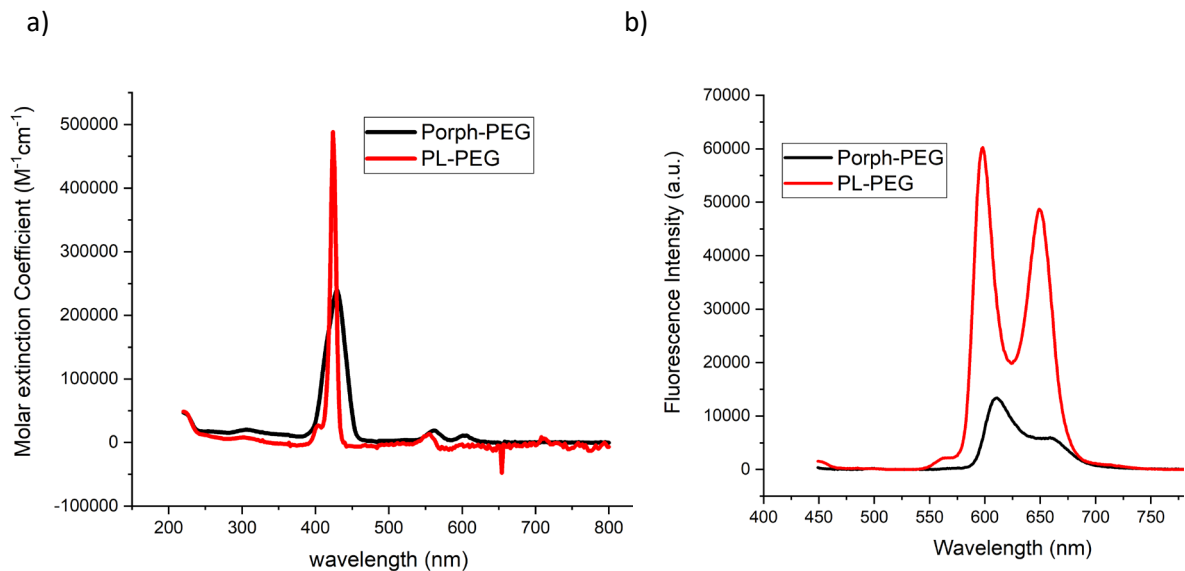 a)
b)
Molar extinction Coefficient (M⁻¹cm⁻¹)
500000
400000
300000
200000
100000
0
-100000
Porph-PEG
PL-PEG
200 300 400 500 600 700 800
wavelength (nm)
Fluorescence Intensity (a.u.)
70000
60000
50000
40000
30000
20000
10000
0
Porph-PEG
PL-PEG
400 450 500 550 600 650 700 750
Wavelength (nm)